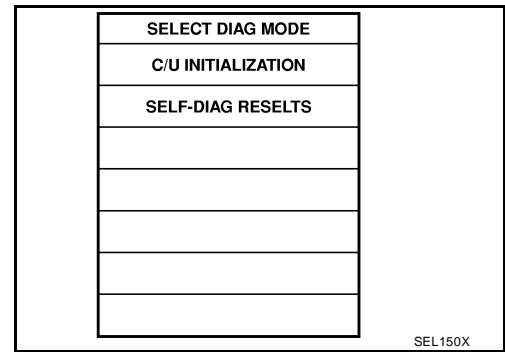 SELECT DIAG MODE
C/U INITIALIZATION
SELF-DIAG RESELTS
SEL150X